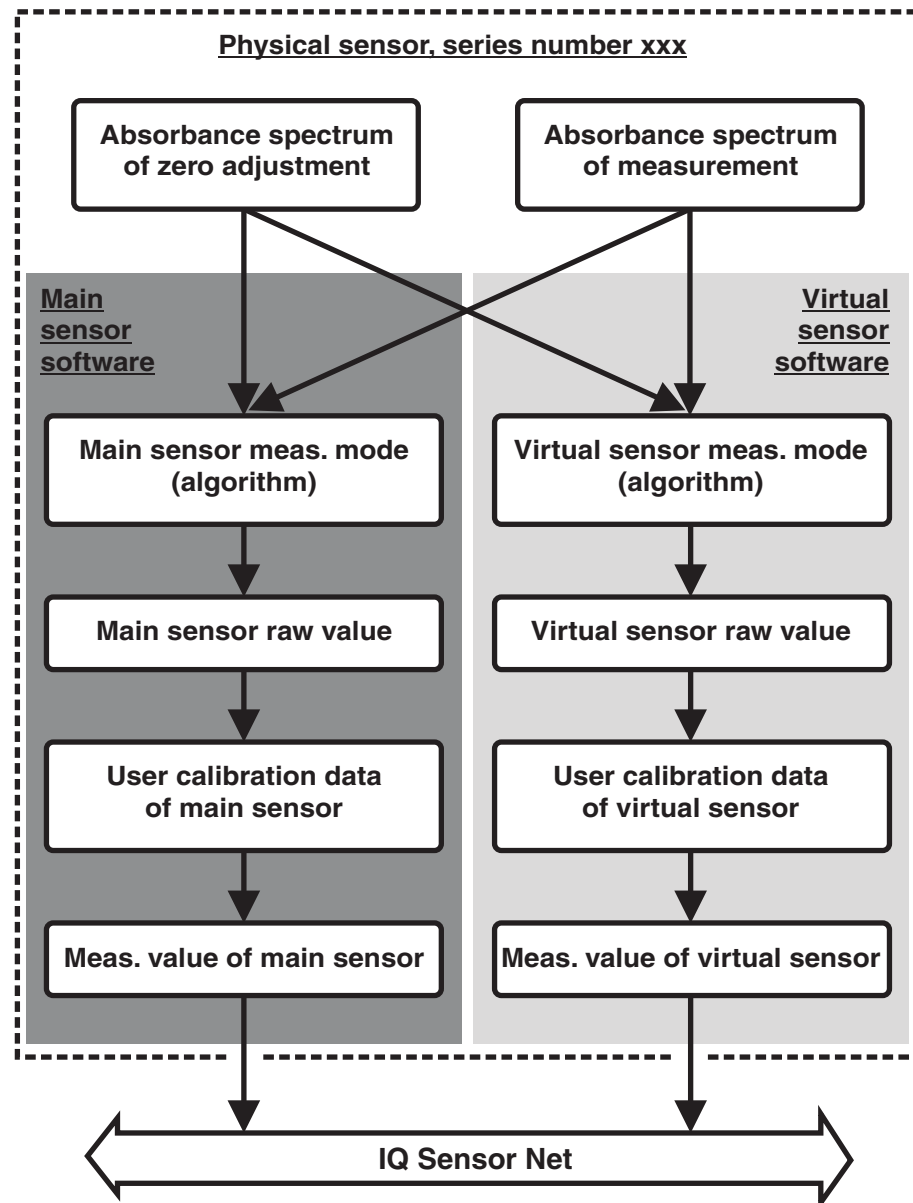 Physical sensor, series number xxx
Absorbance spectrum
of zero adjustment
Absorbance spectrum
of measurement
Main
sensor
software
Virtual
sensor
software
Main sensor meas. mode
(algorithm)
Virtual sensor meas. mode
(algorithm)
Main sensor raw value
Virtual sensor raw value
User calibration data
of main sensor
User calibration data
of virtual sensor
Meas. value of main sensor
Meas. value of virtual sensor
IQ Sensor Net